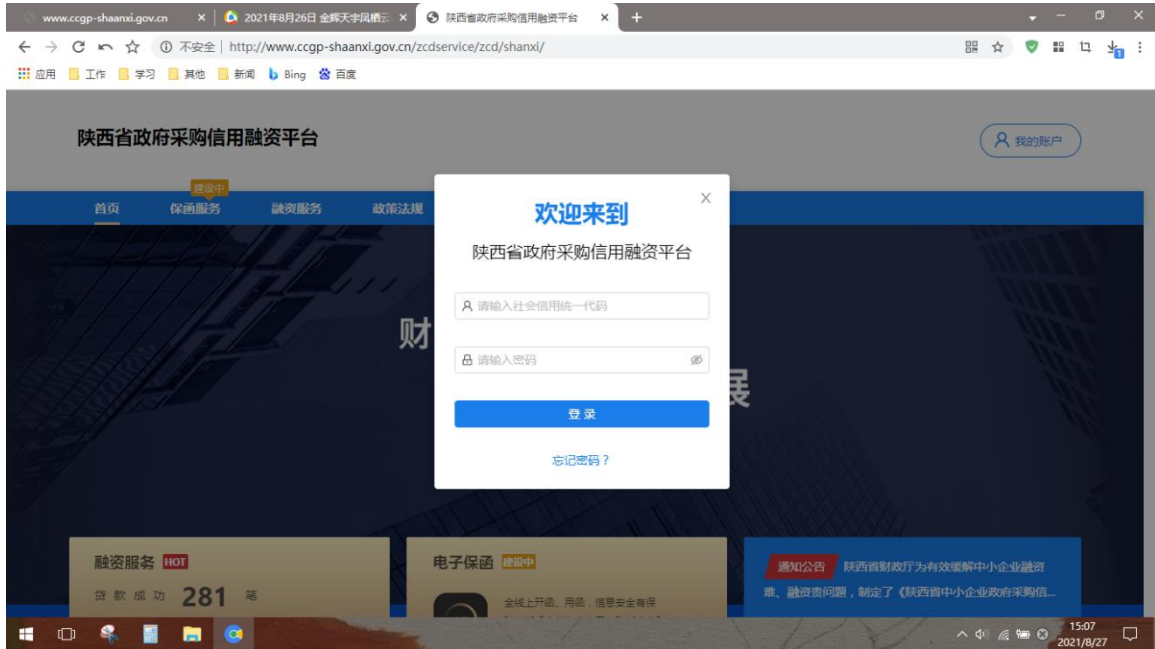 www.ccgp-shaanxi.gov.cn
2021年8月26日 金辉天宇凤栖云
陕西省政府采购信用融资平台
不安全 | http://www.ccgp-shaanxi.gov.cn/zcdservice/zcd/shanxi/
应用 工作 学习 其他 新闻 Bing 百度
陕西省政府采购信用融资平台
我的账户
建设中
首页 保函服务 融资服务 政策法规
欢迎来到
陕西省政府采购信用融资平台
请输入社会信用统一代码
请输入密码
登录
忘记密码？
财
展
融资服务 HOT
贷款成功 281 笔
电子保函 建设中
全线上开函、用函，信息安全有保
通知公告 陕西省财政厅为有效缓解中小企业融资
难、融资贵问题，制定了《陕西省中小企业政府采购信...
1
15:07
2021/8/27